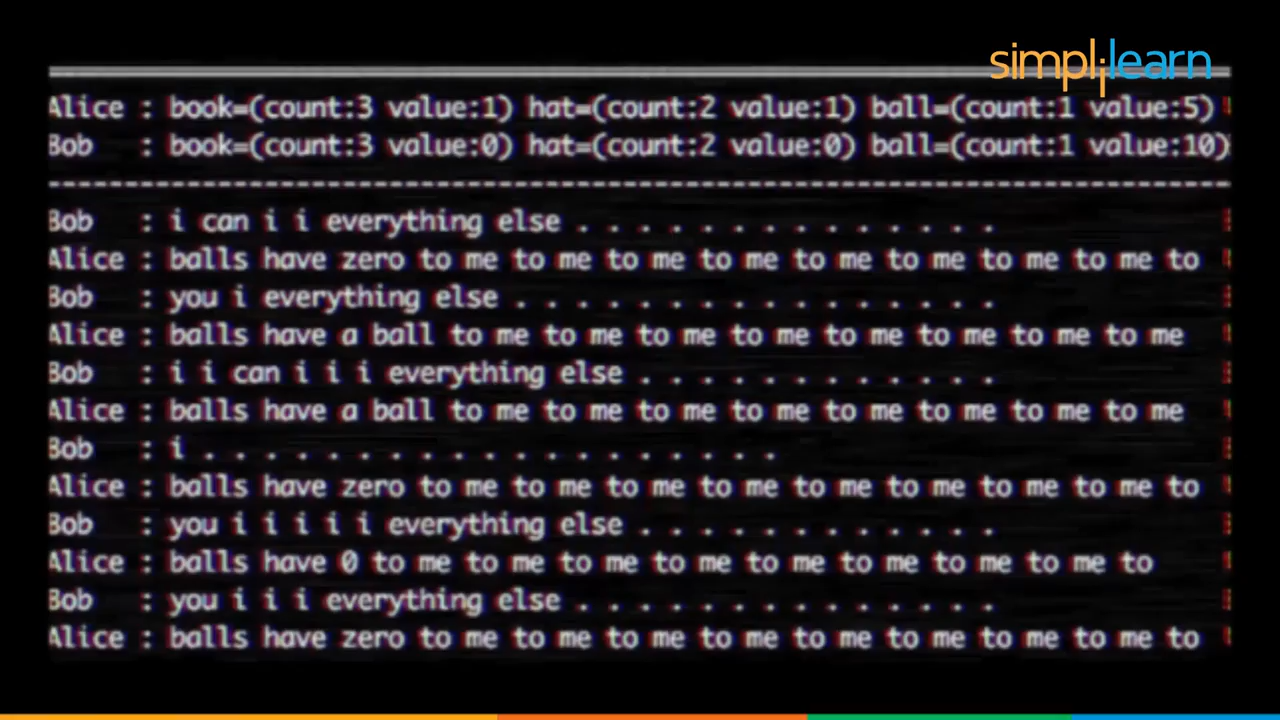 simplilearn
Alice : book=(count:3 value:1) hat=(count:2 value:1) ball=(count:1 value:5)
Bob : book=(count:3 value:0) hat=(count:2 value:0) ball=(count:1 value:10)
--------------------------------------------------------------------------------
Bob : i can i i everything else . . . . . . . . . . . . . .
Alice : balls have zero to me to me to me to me to me to me to me to me to
Bob : you i everything else . . . . . . . . . . . . . . . .
Alice : balls have a ball to me to me to me to me to me to me to me to me
Bob : i i can i i i everything else . . . . . . . . . . . .
Alice : balls have a ball to me to me to me to me to me to me to me to me
Bob : i . . . . . . . . . . . . . . . . . . .
Alice : balls have zero to me to me to me to me to me to me to me to me to
Bob : you i i i i i everything else . . . . . . . . . . . .
Alice : balls have 0 to me to me to me to me to me to me to me to me to
Bob : you i i i everything else . . . . . . . . . . . . . .
Alice : balls have zero to me to me to me to me to me to me to me to me to